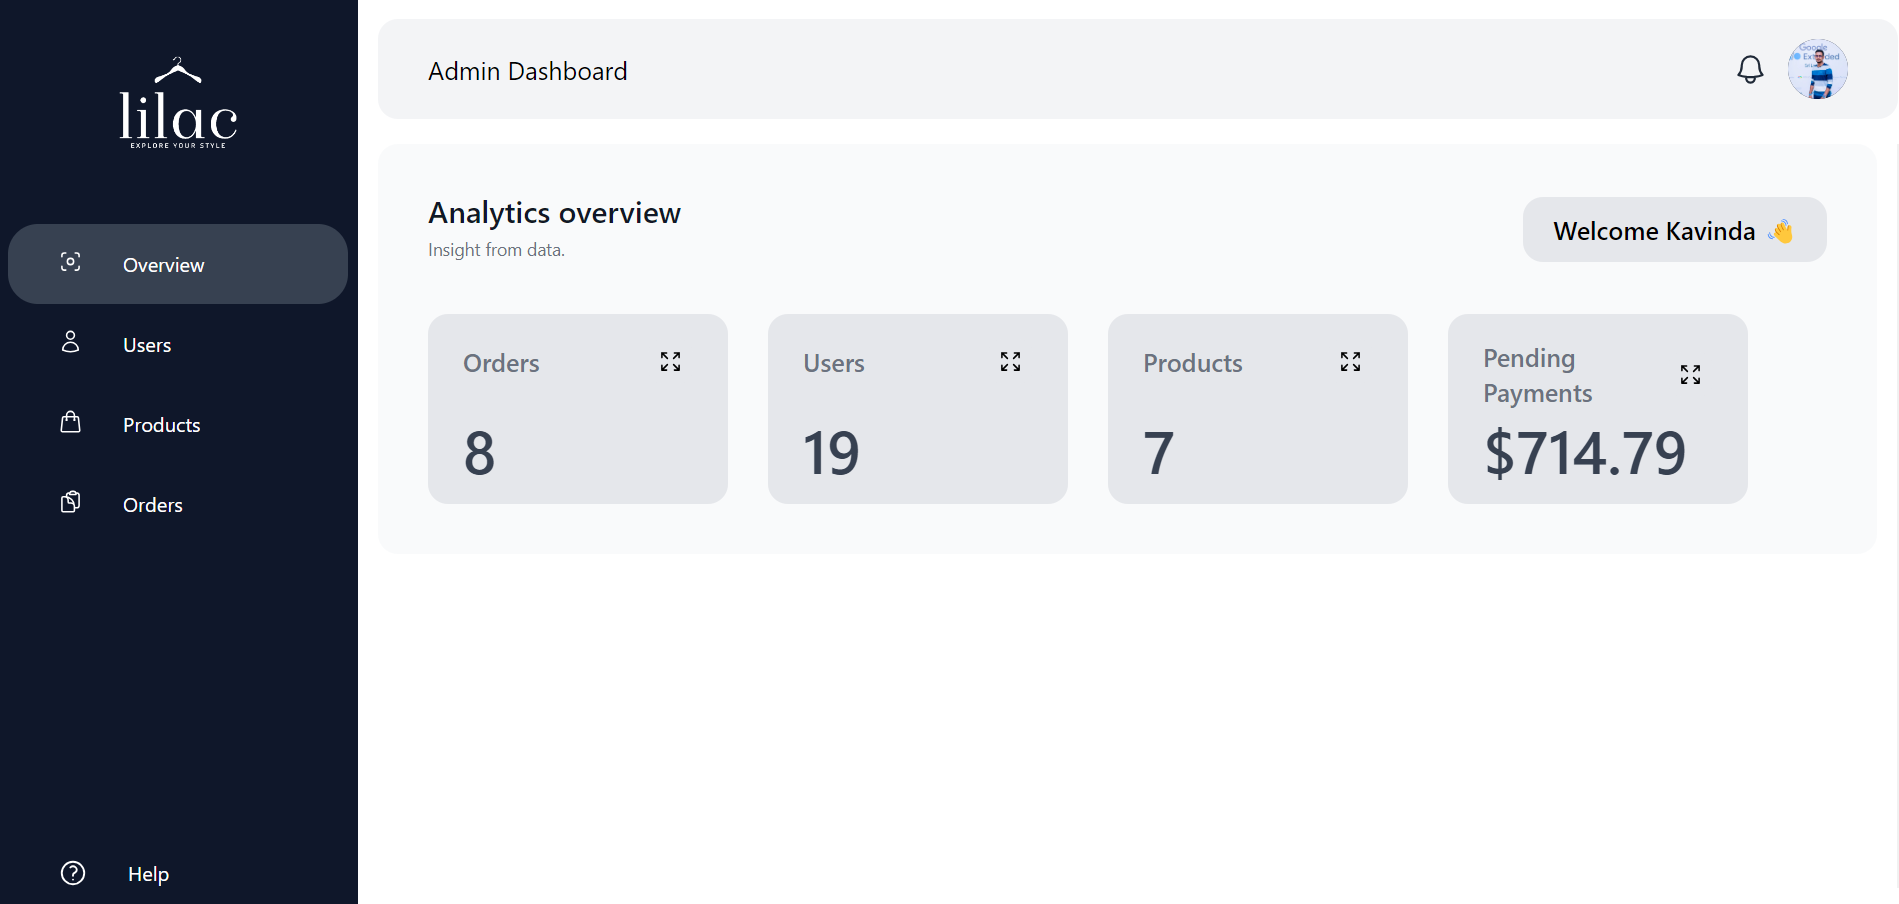 lilac
EXPLORE YOUR STYLE
Overview
Users
Products
Orders
Help
Admin Dashboard
Google
Analytics overview
Insight from data.
Welcome Kavinda 👋
Orders
8
Users
19
Products
7
Pending
Payments
$714.79